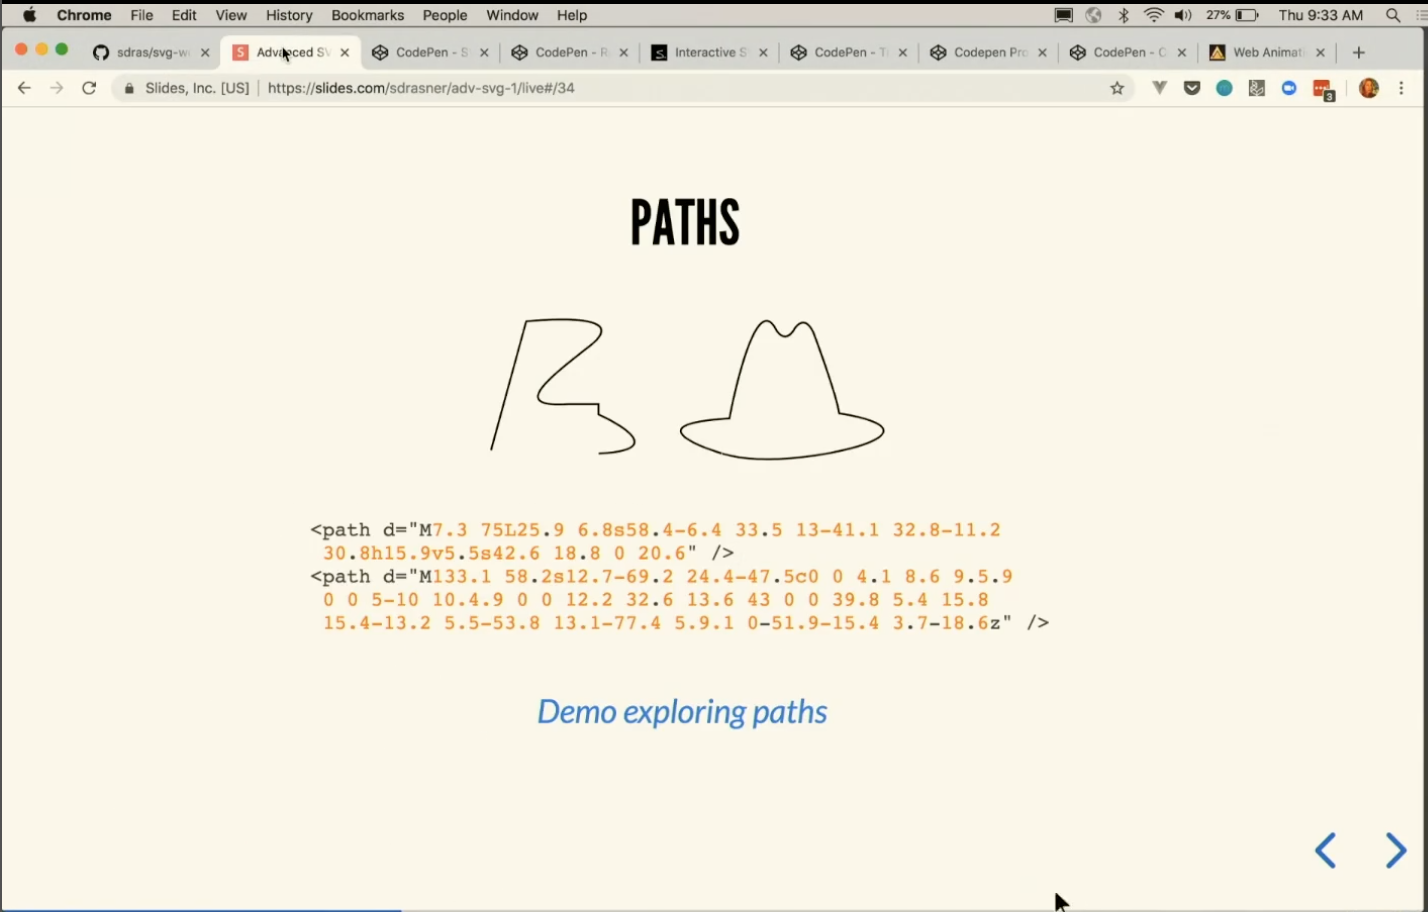 Chrome File Edit View History Bookmarks People Window Help 27% Thu 9:33 AM
sdras/svg-w Advanced SV CodePen - S CodePen - R Interactive S CodePen - T Codepen Pro CodePen - C Web Animat
Slides, Inc. [US] https://slides.com/sdrasner/adv-svg-1/live#/34 3
PATHS
<path d="M7.3 75L25.9 6.8s58.4-6.4 33.5 13-41.1 32.8-11.2
30.8h15.9v5.5s42.6 18.8 0 20.6" />
<path d="M133.1 58.2s12.7-69.2 24.4-47.5c0 0 4.1 8.6 9.5.9
0 0 5-10 10.4.9 0 0 12.2 32.6 13.6 43 0 0 39.8 5.4 15.8
15.4-13.2 5.5-53.8 13.1-77.4 5.9.1 0-51.9-15.4 3.7-18.6z" />
Demo exploring paths